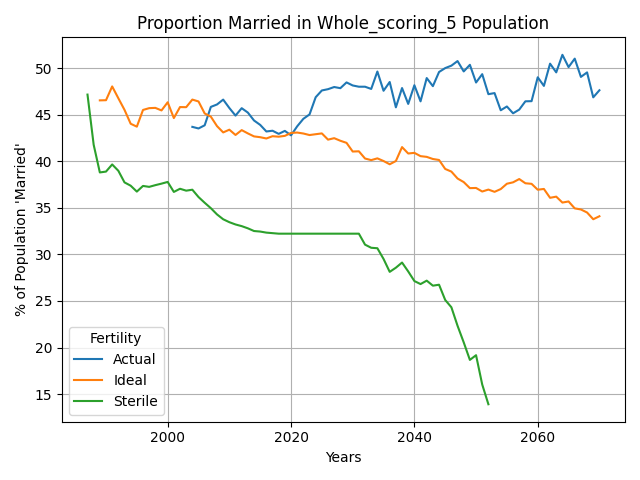 Proportion Married in Whole_scoring_5 Population
% of Population 'Married'
50
45
40
35
30
25
20
15
Fertility
Actual
Ideal
Sterile
2000 2020 2040 2060
Years